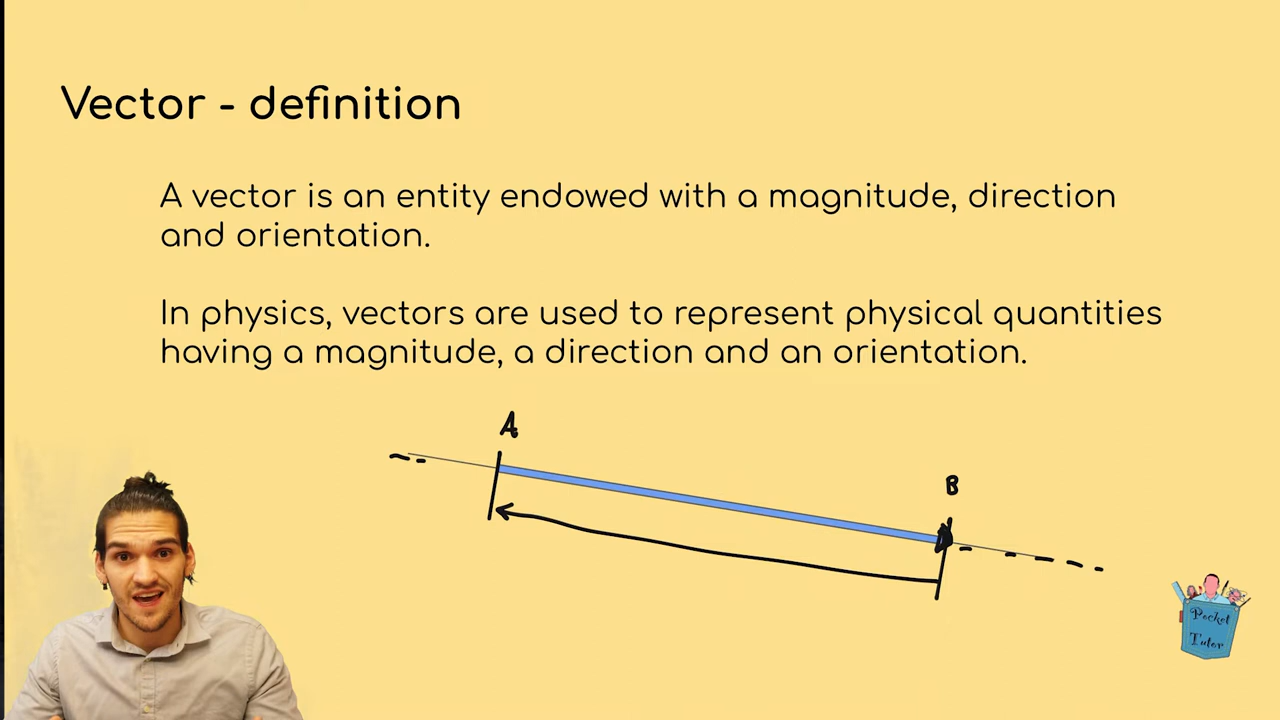 Vector - definition
A vector is an entity endowed with a magnitude, direction
and orientation.
In physics, vectors are used to represent physical quantities
having a magnitude, a direction and an orientation.
A
B
Pocket
Tutor